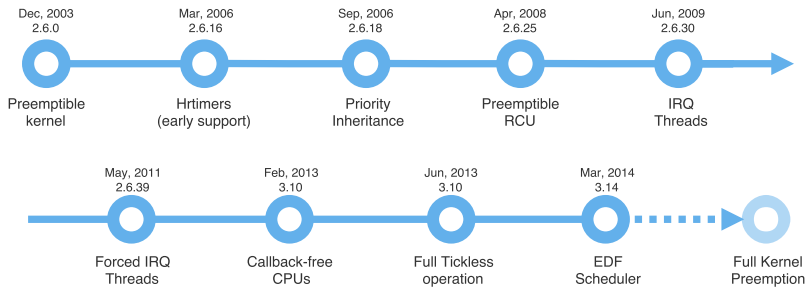 Dec, 2003
2.6.0
Mar, 2006
2.6.16
Sep, 2006
2.6.18
Apr, 2008
2.6.25
Jun, 2009
2.6.30
Preemptible
kernel
Hrtimers
(early support)
Priority
Inheritance
Preemptible
RCU
IRQ
Threads
May, 2011
2.6.39
Feb, 2013
3.10
Jun, 2013
3.10
Mar, 2014
3.14
Forced IRQ
Threads
Callback-free
CPUs
Full Tickless
operation
EDF
Scheduler
Full Kernel
Preemption